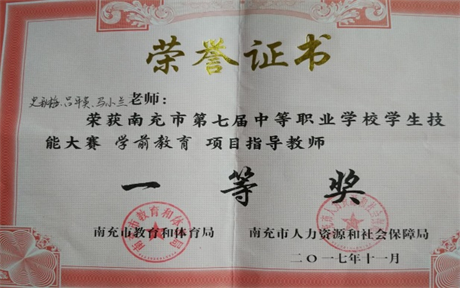 荣誉证书
马小兰老师：
荣获南充市第七届中等职业学校学生技
能大赛 学前教育 项目指导教师
一等奖
南充市教育和体育局
南充市人力资源和社会保障局
二〇一七年十一月